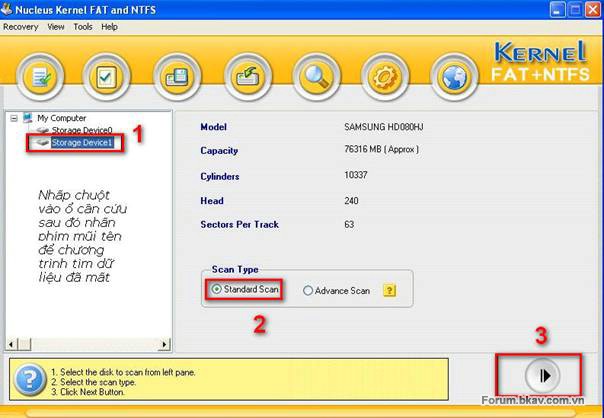 Nucleus Kernel FAT and NTFS
Recovery View Tools Help
KERNEL
FAT+NTFS
My Computer
Storage Device0
Storage Device1
1
Nhấp chuột
vào ổ cần cứu
sau đó nhấn
phím mũi tên
để chương
trình tìm dữ
liệu đã mất
Model SAMSUNG HD080HJ
Capacity 76316 MB ( Approx )
Cylinders 10337
Head 240
Sectors Per Track 63
Scan Type
Standard Scan Advance Scan ?
2
3
1. Select the disk to scan from left pane.
2. Select the scan type.
3. Click Next Button.
Forum.bkav.com.vn